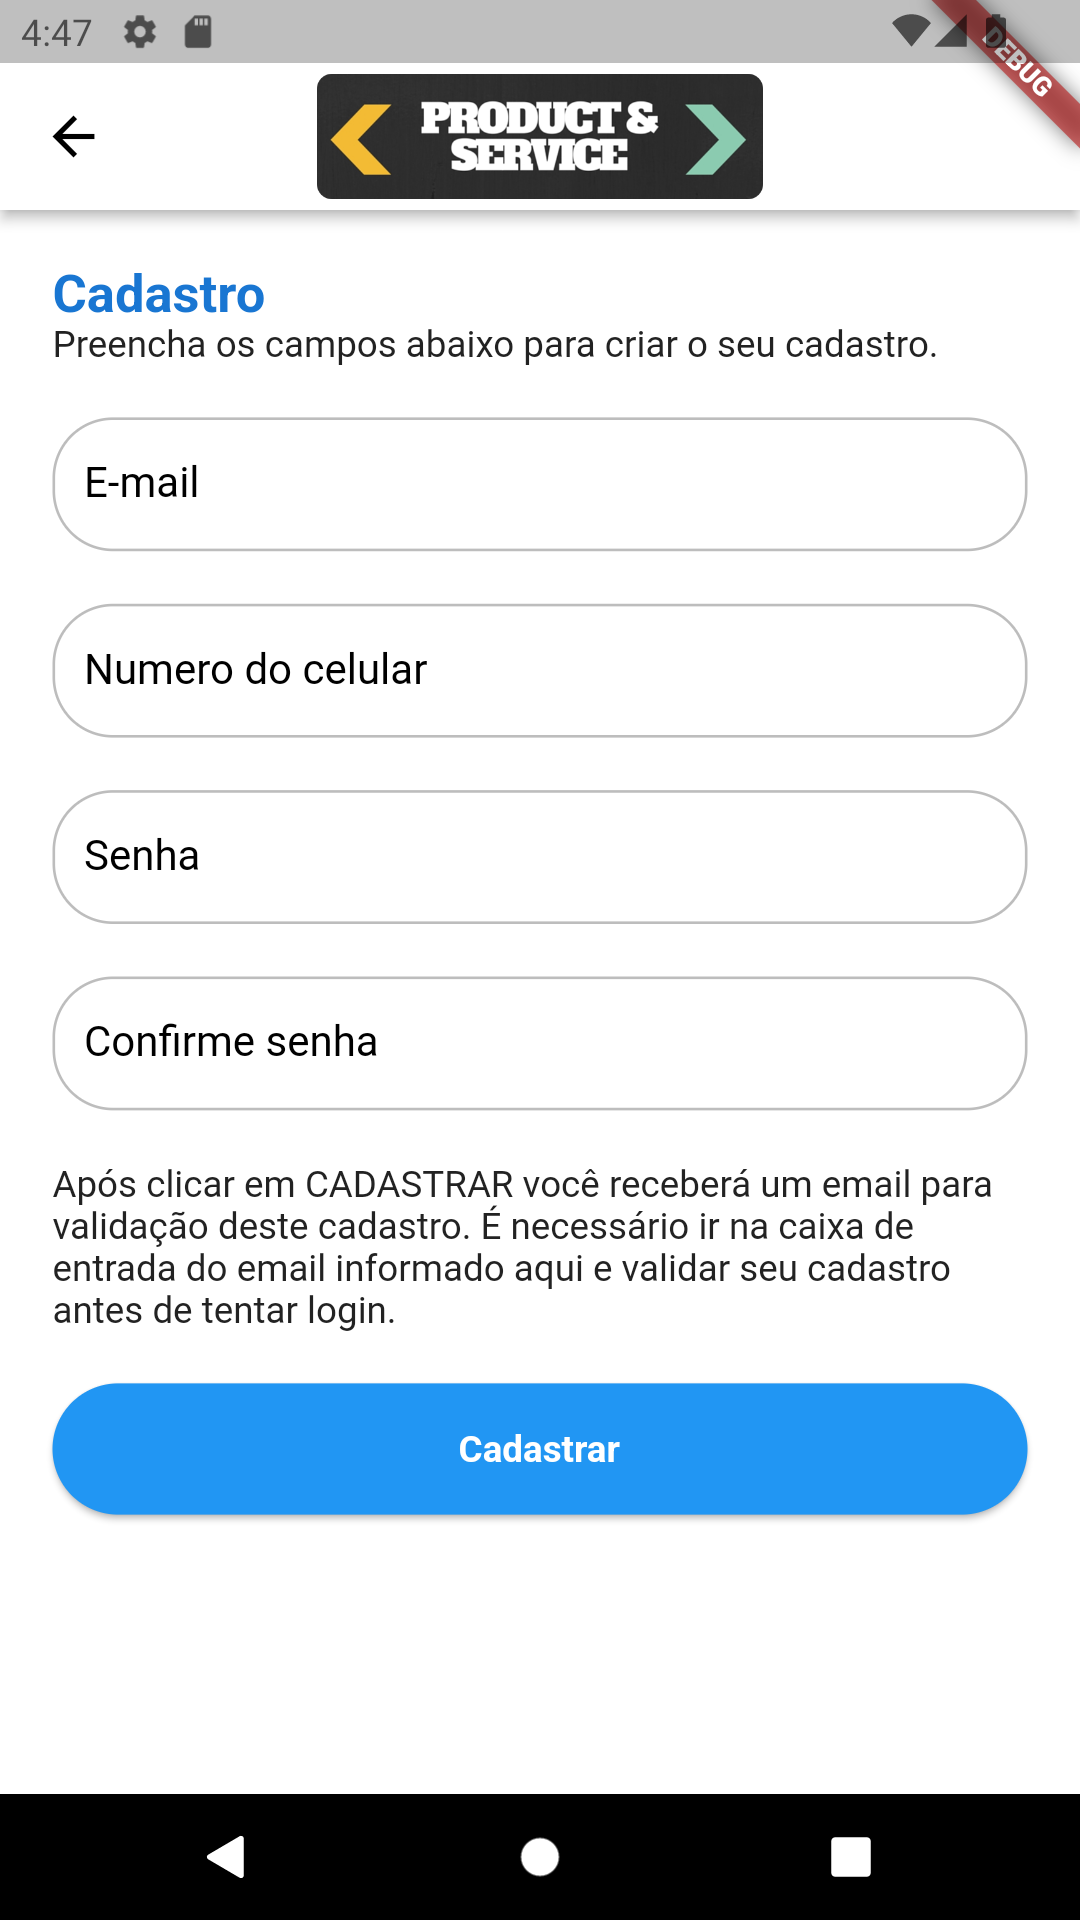 4:47
DEBUG
PRODUCT &
SERVICE
Cadastro
Preencha os campos abaixo para criar o seu cadastro.
E-mail
Numero do celular
Senha
Confirme senha
Após clicar em CADASTRAR você receberá um email para
validação deste cadastro. É necessário ir na caixa de
entrada do email informado aqui e validar seu cadastro
antes de tentar login.
Cadastrar